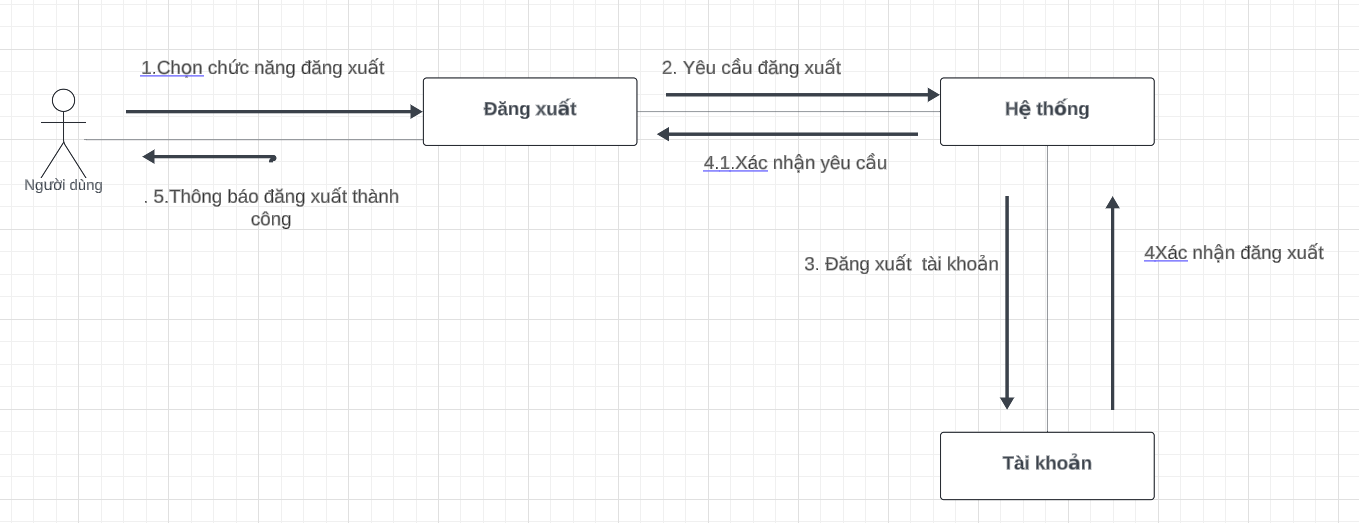 1.Chọn chức năng đăng xuất
2. Yêu cầu đăng xuất
Đăng xuất
Hệ thống
4.1.Xác nhận yêu cầu
Người dùng
. 5.Thông báo đăng xuất thành
công
3. Đăng xuất  tài khoản
4Xác nhận đăng xuất
Tài khoản